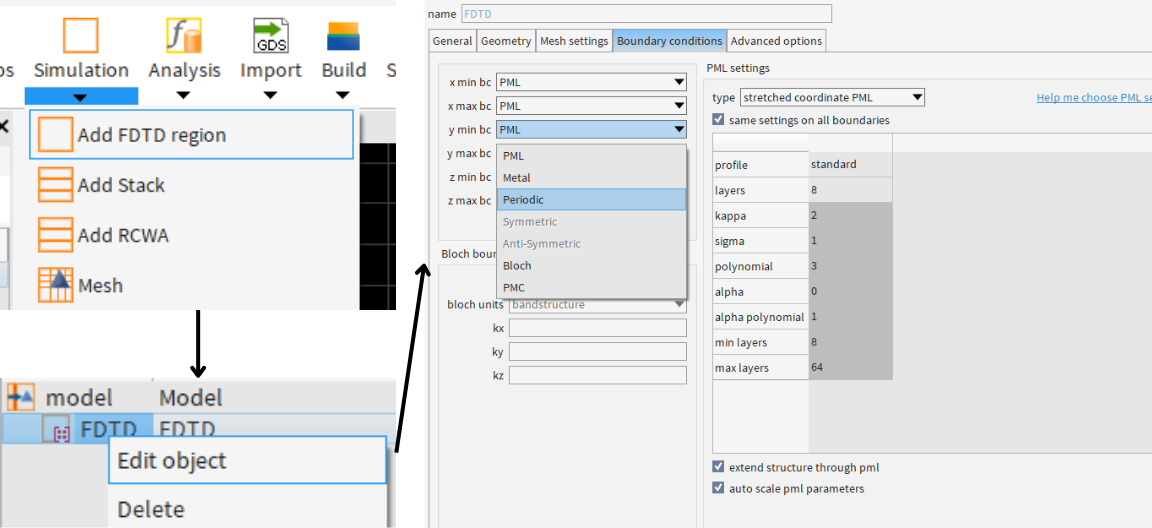 ps Simulation Analysis Import Build S
GDS
Add FDTD region
Add Stack
Add RCWA
Mesh
model Model
FDTD FDTD
Edit object
Delete
name FDTD
General Geometry Mesh settings Boundary conditions Advanced options
x min bc PML
x max bc PML
y min bc PML
y max bc
z min bc
z max bc
PML
Metal
Periodic
Symmetric
Anti-Symmetric
Bloch
PMC
Bloch boun
bloch units bandstructure
kx
ky
kz
PML settings
type stretched coordinate PML Help me choose PML se
same settings on all boundaries
profile standard
layers 8
kappa 2
sigma 1
polynomial 3
alpha 0
alpha polynomial 1
min layers 8
max layers 64
extend structure through pml
auto scale pml parameters